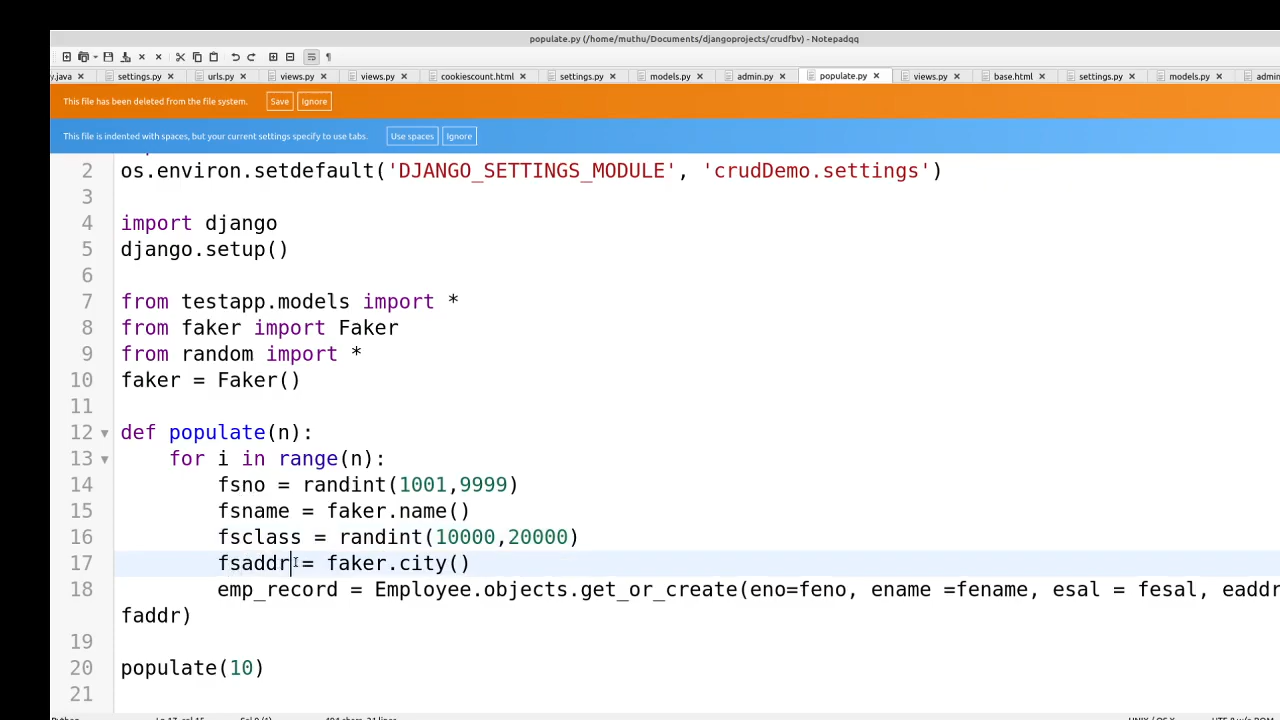 populate.py (/home/muthu/Documents/djangoprojects/crudfbv) - Notepadqq
y.java settings.py urls.py views.py views.py cookiescount.html settings.py models.py admin.py populate.py views.py base.html settings.py models.py admin
This file has been deleted from the file system. Save Ignore
This file is indented with spaces, but your current settings specify to use tabs. Use spaces Ignore
2 os.environ.setdefault('DJANGO_SETTINGS_MODULE', 'crudDemo.settings')
3
4 import django
5 django.setup()
6
7 from testapp.models import *
8 from faker import Faker
9 from random import *
10 faker = Faker()
11
12 def populate(n):
13 for i in range(n):
14 fsno = randint(1001,9999)
15 fsname = faker.name()
16 fsclass = randint(10000,20000)
17 fsaddr = faker.city()
18 emp_record = Employee.objects.get_or_create(eno=feno, ename =fename, esal = fesal, eaddr
faddr)
19
20 populate(10)
21